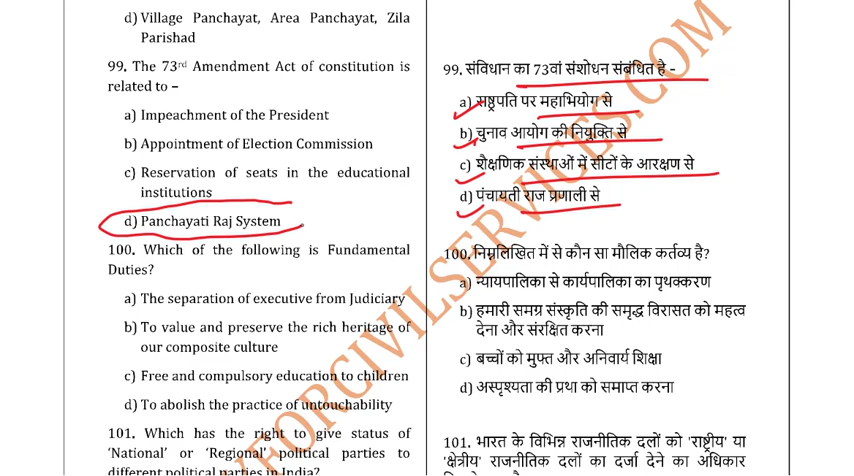 d) Village Panchayat, Area Panchayat, Zila
Parishad
99. The 73rd Amendment Act of constitution is
related to –
a) Impeachment of the President
b) Appointment of Election Commission
c) Reservation of seats in the educational
institutions
d) Panchayati Raj System
100. Which of the following is Fundamental
Duties?
a) The separation of executive from Judiciary
b) To value and preserve the rich heritage of
our composite culture
c) Free and compulsory education to children
d) To abolish the practice of untouchability
101. Which has the right to give status of
'National' or 'Regional' political parties to
different political parties in India?
99. संविधान का 73वां संशोधन संबंधित है -
a) राष्ट्रपति पर महाभियोग से
b) चुनाव आयोग की नियुक्ति से
c) शैक्षणिक संस्थाओं में सीटों के आरक्षण से
d) पंचायती राज प्रणाली से
100. निम्नलिखित में से कौन सा मौलिक कर्तव्य है?
a) न्यायपालिका से कार्यपालिका का पृथक्करण
b) हमारी समग्र संस्कृति की समृद्ध विरासत को महत्व
देना और संरक्षित करना
c) बच्चों को मुफ्त और अनिवार्य शिक्षा
d) अस्पृश्यता की प्रथा को समाप्त करना
101. भारत के विभिन्न राजनीतिक दलों को 'राष्ट्रीय' या
'क्षेत्रीय' राजनीतिक दलों का दर्जा देने का अधिकार
YFORCIVILSERVICES.COM